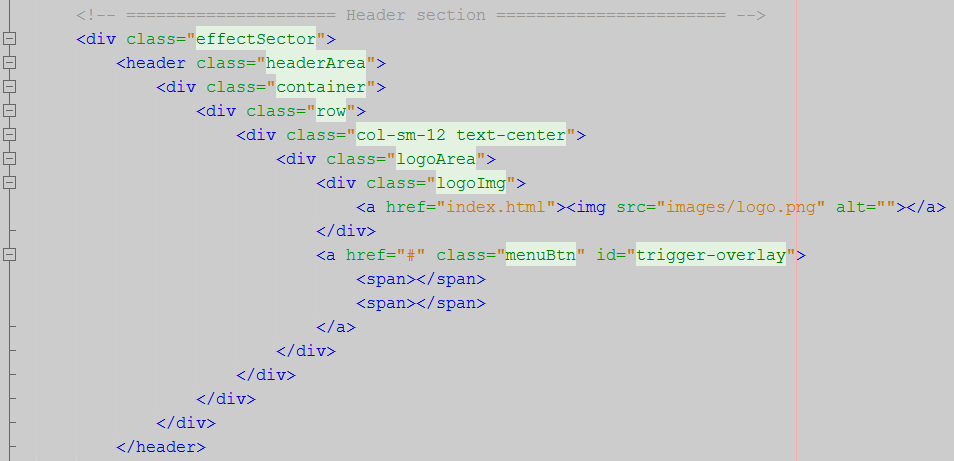 <!-- ===================== Header section ======================= -->
<div class="effectSector">
<header class="headerArea">
<div class="container">
<div class="row">
<div class="col-sm-12 text-center">
<div class="logoArea">
<div class="logoImg">
<a href="index.html"><img src="images/logo.png" alt=""></a>
</div>
<a href="#" class="menuBtn" id="trigger-overlay">
<span></span>
<span></span>
</a>
</div>
</div>
</div>
</div>
</header>